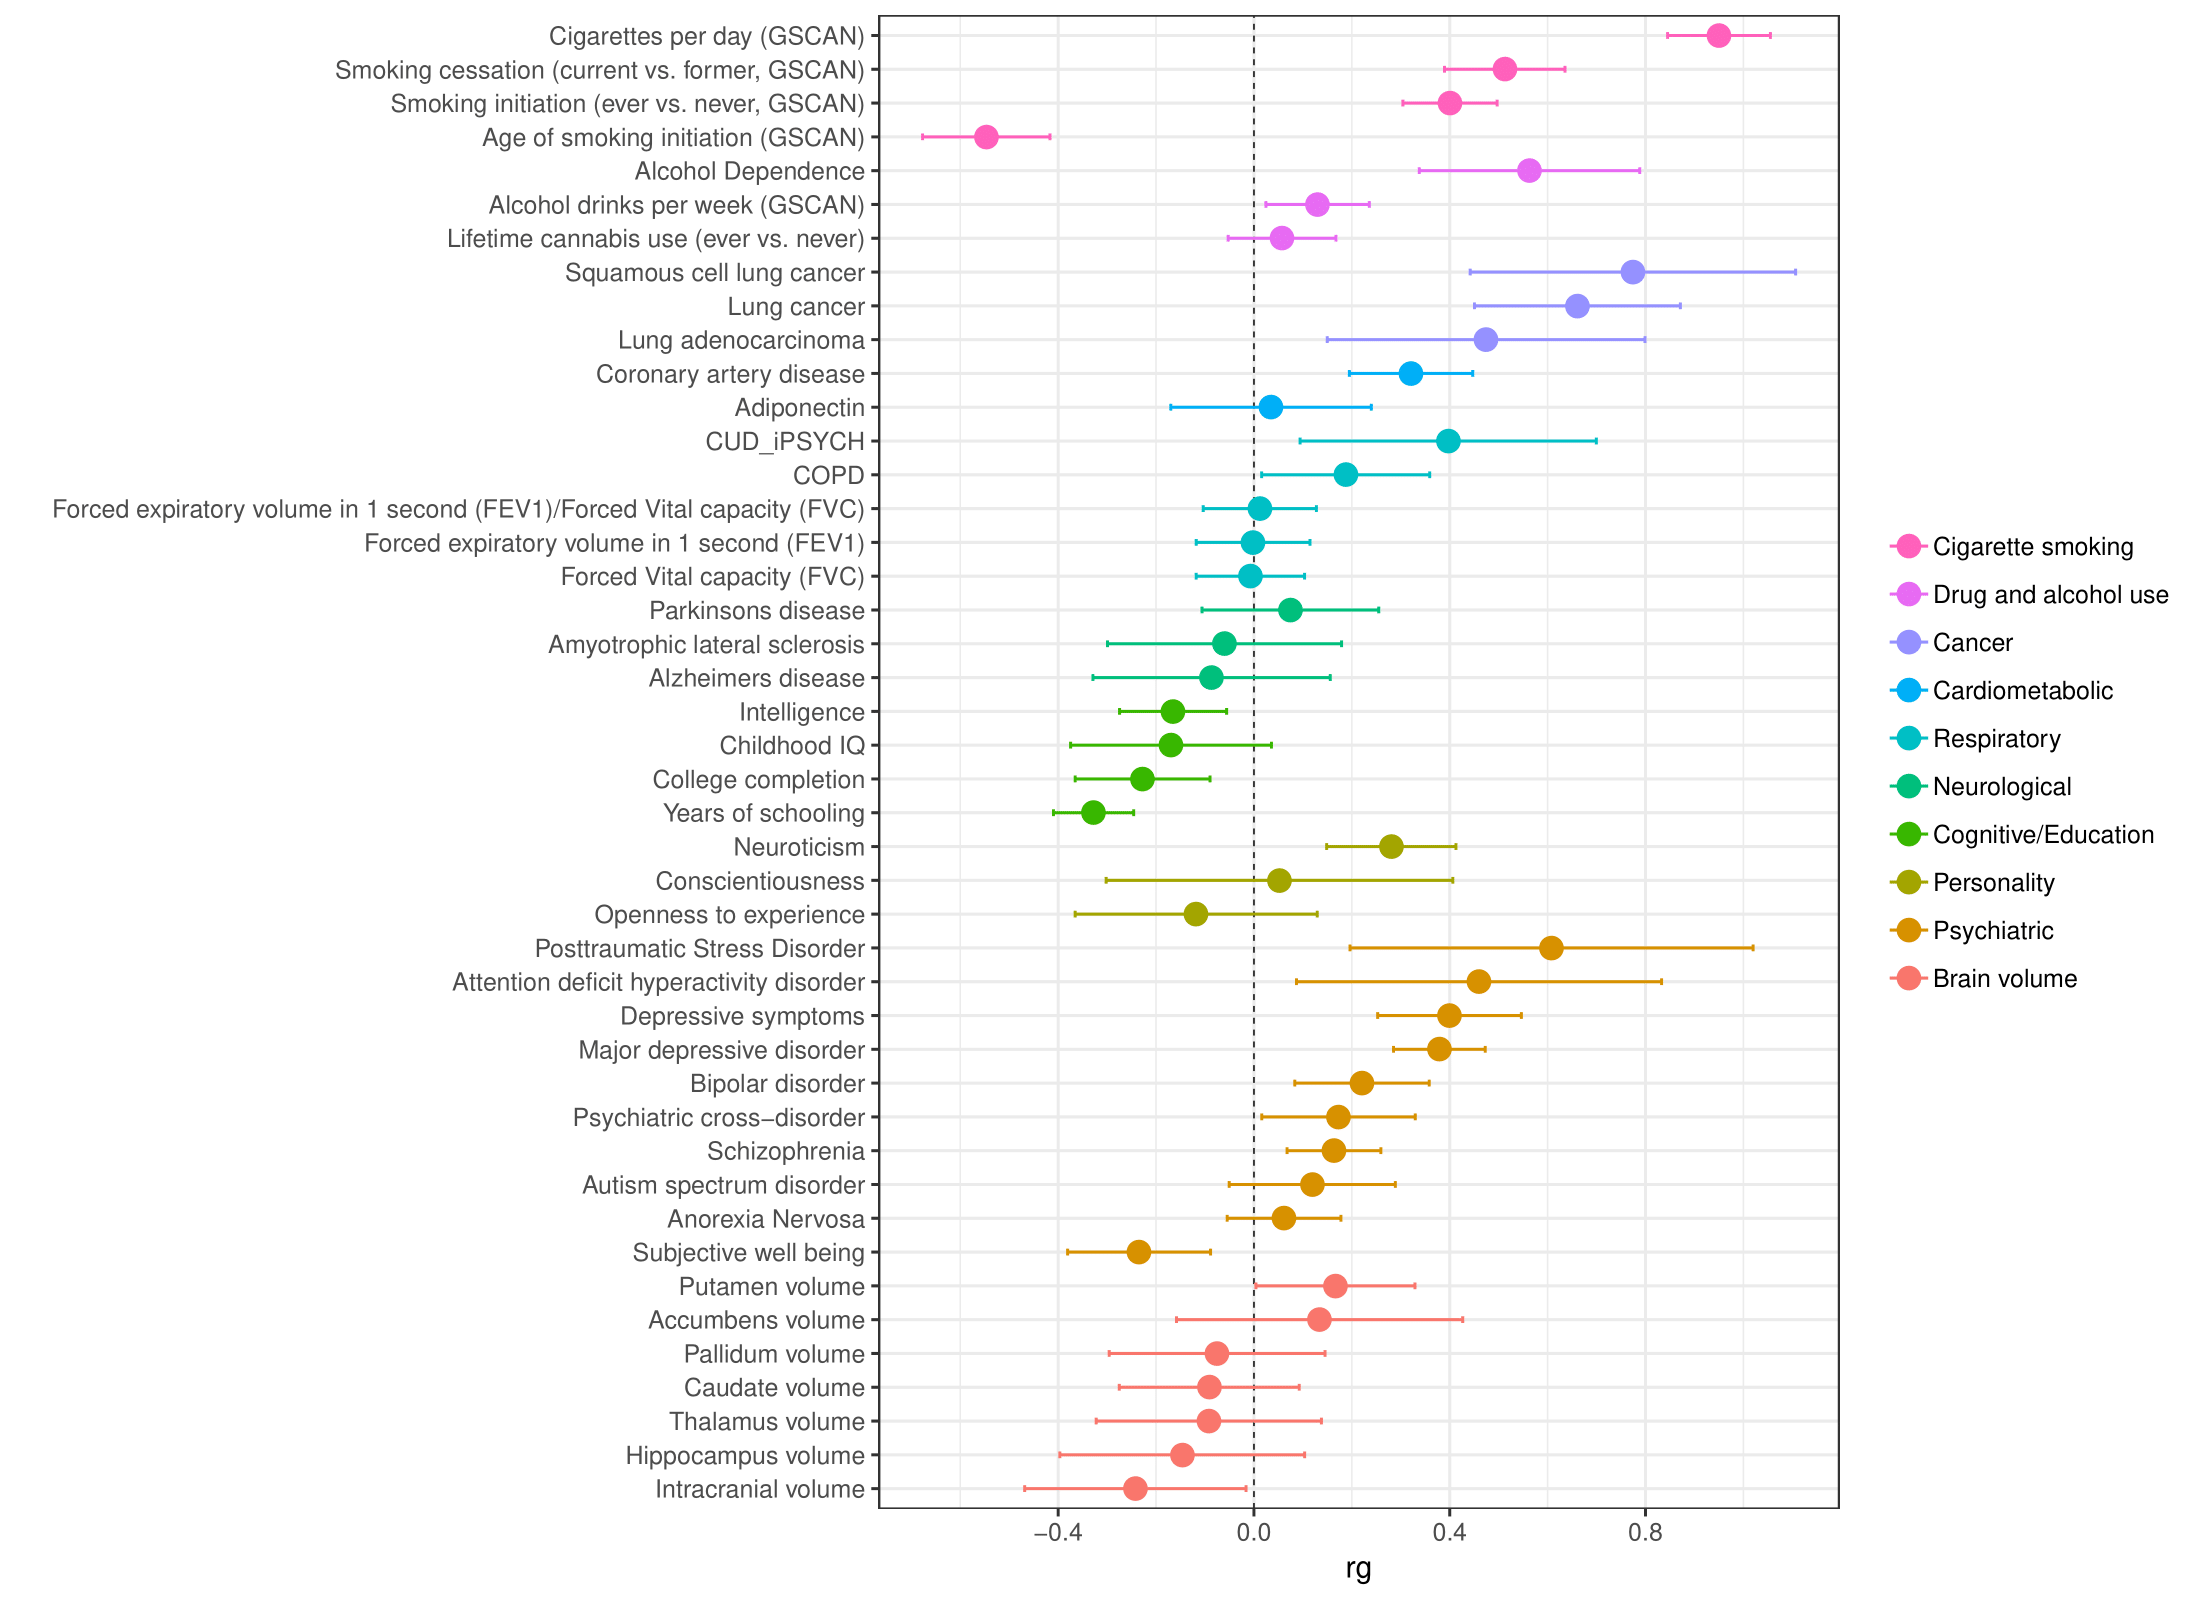 Cigarettes per day (GSCAN)
Smoking cessation (current vs. former, GSCAN)
Smoking initiation (ever vs. never, GSCAN)
Age of smoking initiation (GSCAN)
Alcohol Dependence
Alcohol drinks per week (GSCAN)
Lifetime cannabis use (ever vs. never)
Squamous cell lung cancer
Lung cancer
Lung adenocarcinoma
Coronary artery disease
Adiponectin
CUD_iPSYCH
COPD
Forced expiratory volume in 1 second (FEV1)/Forced Vital capacity (FVC)
Forced expiratory volume in 1 second (FEV1)
Forced Vital capacity (FVC)
Parkinsons disease
Amyotrophic lateral sclerosis
Alzheimers disease
Intelligence
Childhood IQ
College completion
Years of schooling
Neuroticism
Conscientiousness
Openness to experience
Posttraumatic Stress Disorder
Attention deficit hyperactivity disorder
Depressive symptoms
Major depressive disorder
Bipolar disorder
Psychiatric cross−disorder
Schizophrenia
Autism spectrum disorder
Anorexia Nervosa
Subjective well being
Putamen volume
Accumbens volume
Pallidum volume
Caudate volume
Thalamus volume
Hippocampus volume
Intracranial volume
−0.4 0.0 0.4 0.8
rg
Cigarette smoking
Drug and alcohol use
Cancer
Cardiometabolic
Respiratory
Neurological
Cognitive/Education
Personality
Psychiatric
Brain volume